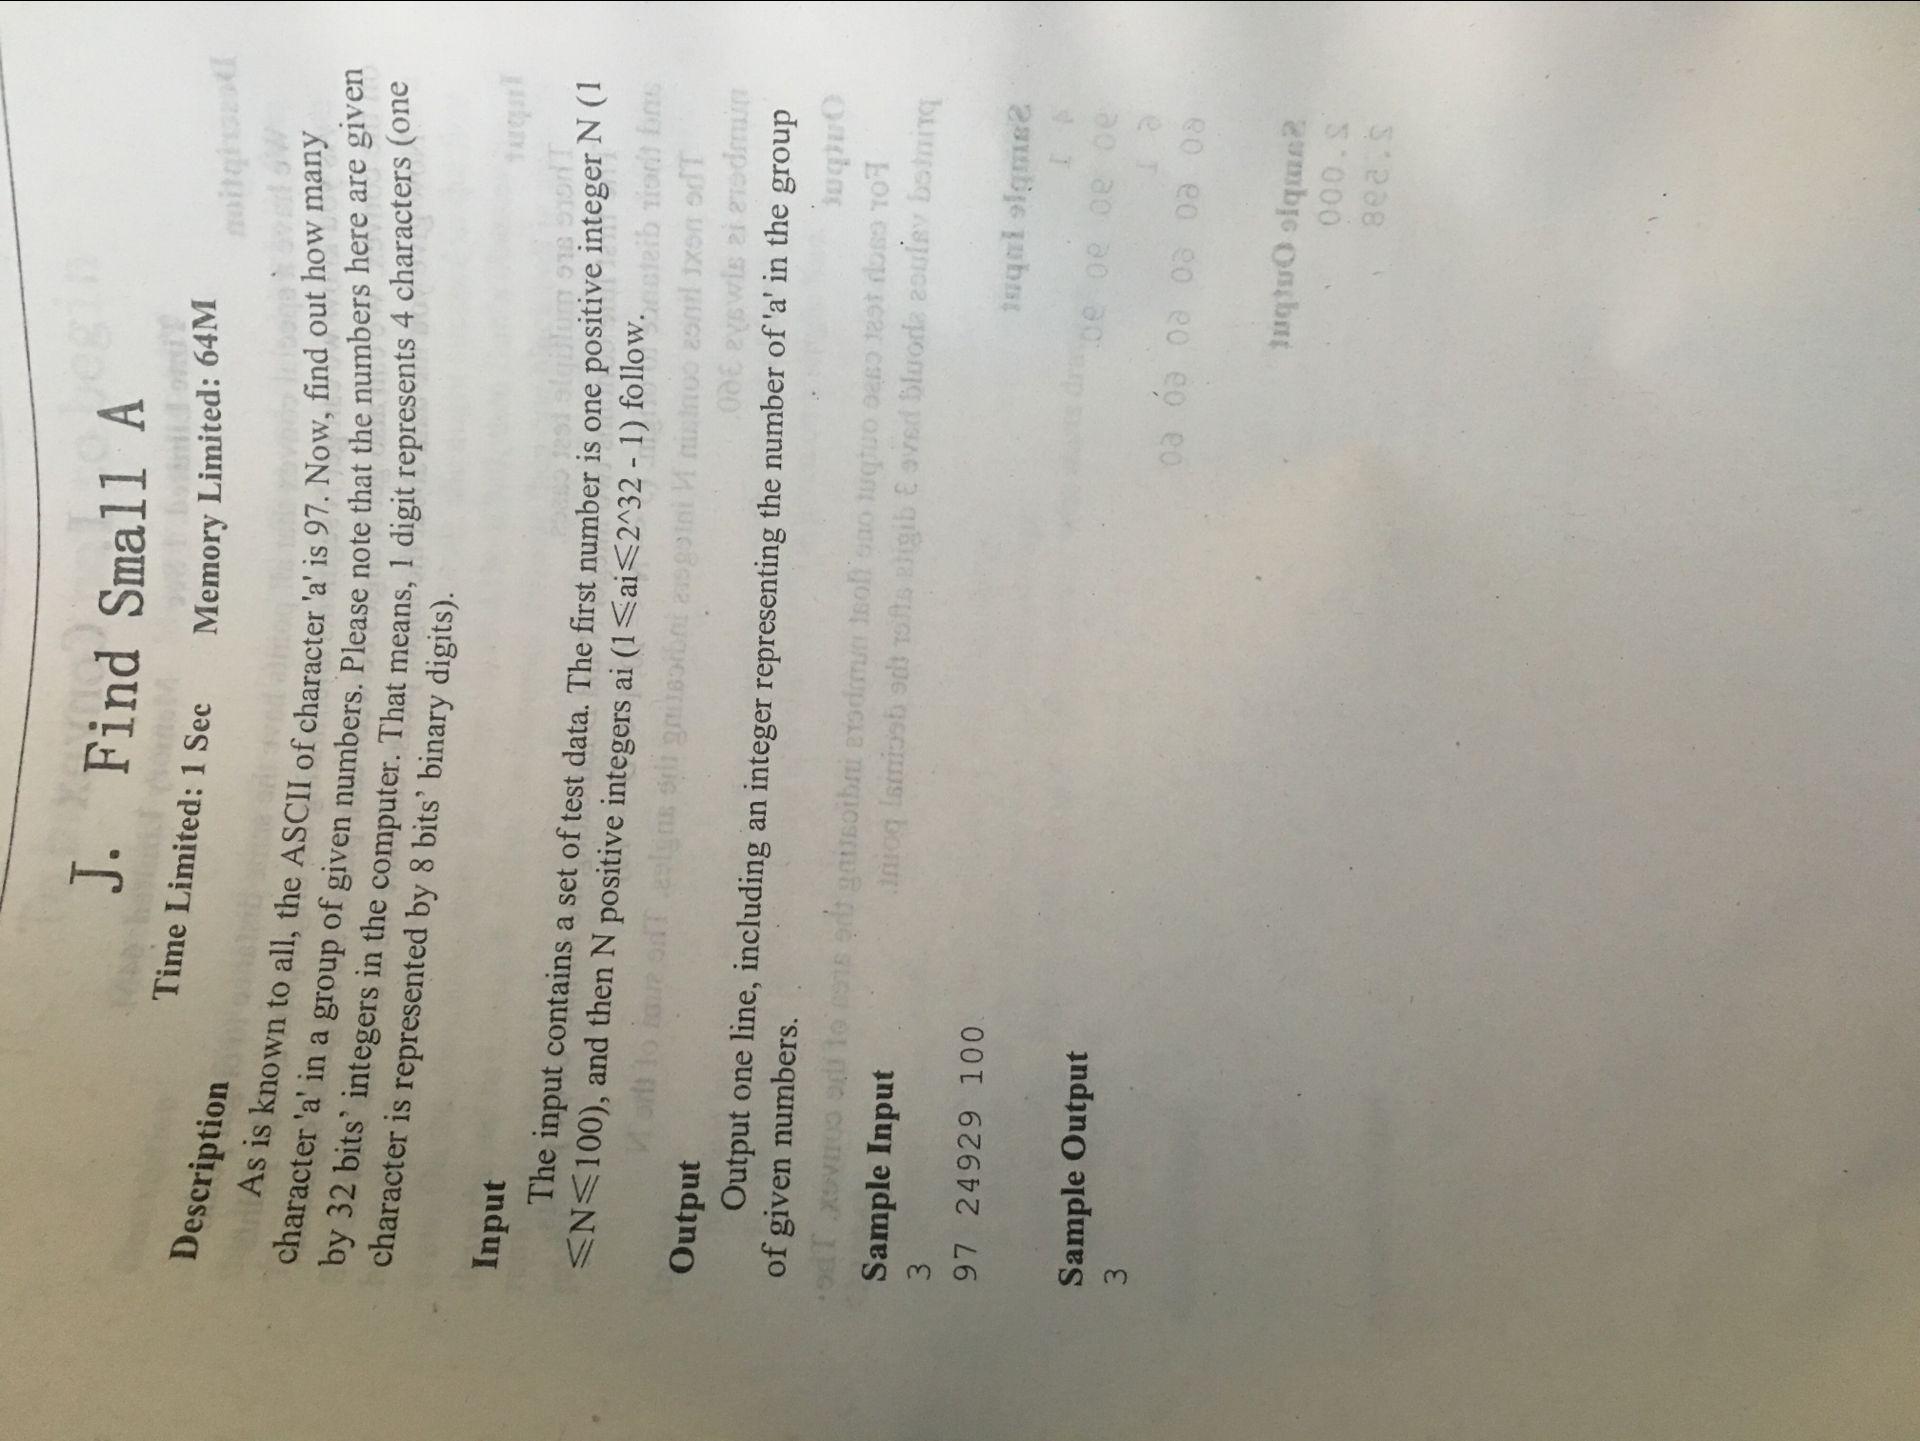 J. Find Small A
Time Limited: 1 Sec Memory Limited: 64M
Description
As is known to all, the ASCII of character 'a' is 97. Now, find out how many
character 'a' in a group of given numbers. Please note that the numbers here are given
by 32 bits’ integers in the computer. That means, 1 digit represents 4 characters (one
character is represented by 8 bits’ binary digits).
Input
The input contains a set of test data. The first number is one positive integer N (1
≤N≤100), and then N positive integers ai (1≤ai≤2^32 - 1) follow.
Output
Output one line, including an integer representing the number of 'a' in the group
of given numbers.
Sample Input
3
97 24929 100
Sample Output
3